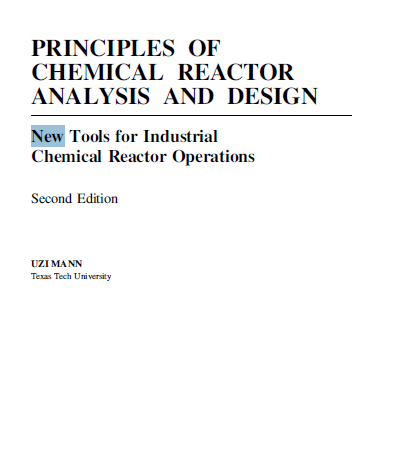 PRINCIPLES OF
CHEMICAL REACTOR
ANALYSIS AND DESIGN
New Tools for Industrial
Chemical Reactor Operations
Second Edition
UZI MANN
Texas Tech University